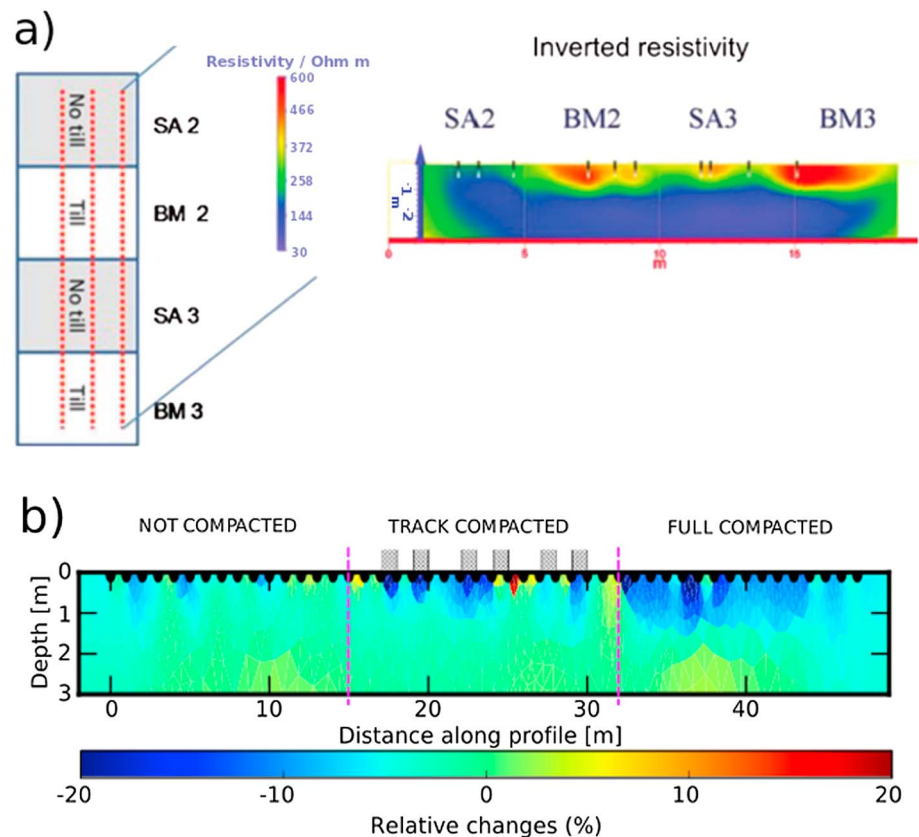 a)
Resistivity / Ohm m
600
466
372
258
144
30
No till
Till
No till
Till
SA 2
BM 2
SA 3
BM 3
Inverted resistivity
SA2 BM2 SA3 BM3
-1.2
m
0 5 10 15
m
b)
NOT COMPACTED TRACK COMPACTED FULL COMPACTED
Depth [m]
0
1
2
3
0 10 20 30 40
Distance along profile [m]
-20 -10 0 10 20
Relative changes (%)